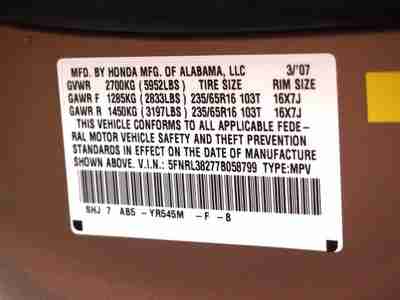 MFD. BY HONDA MFG. OF ALABAMA, LLC 3/'07
GVWR 2700KG (5952LBS) TIRE SIZE RIM SIZE
GAWR F 1285KG (2833LBS) 235/65R16 103T 16X7J
GAWR R 1450KG (3197LBS) 235/65R16 103T 16X7J
THIS VEHICLE CONFORMS TO ALL APPLICABLE FEDE-
RAL MOTOR VEHICLE SAFETY AND THEFT PREVENTION
STANDARDS IN EFFECT ON THE DATE OF MANUFACTURE
SHOWN ABOVE. V.I.N.: 5FNRL38277B058799 TYPE:MPV
SHJ 7 AB5 -YR545M -F -B